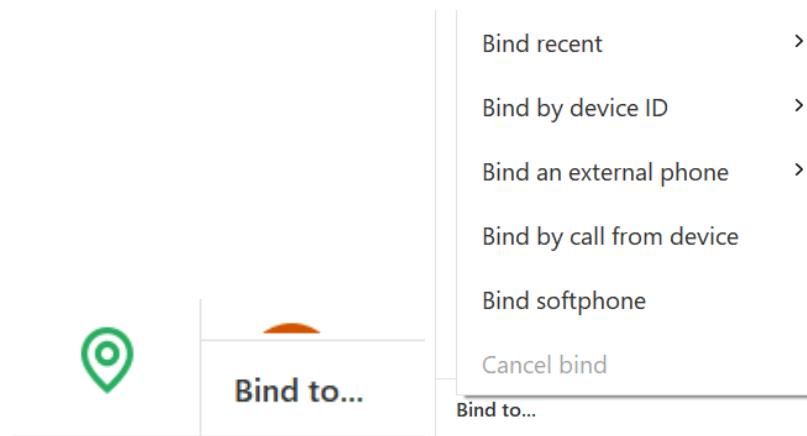 Bind to...
Bind recent
Bind by device ID
Bind an external phone
Bind by call from device
Bind softphone
Cancel bind
Bind to...